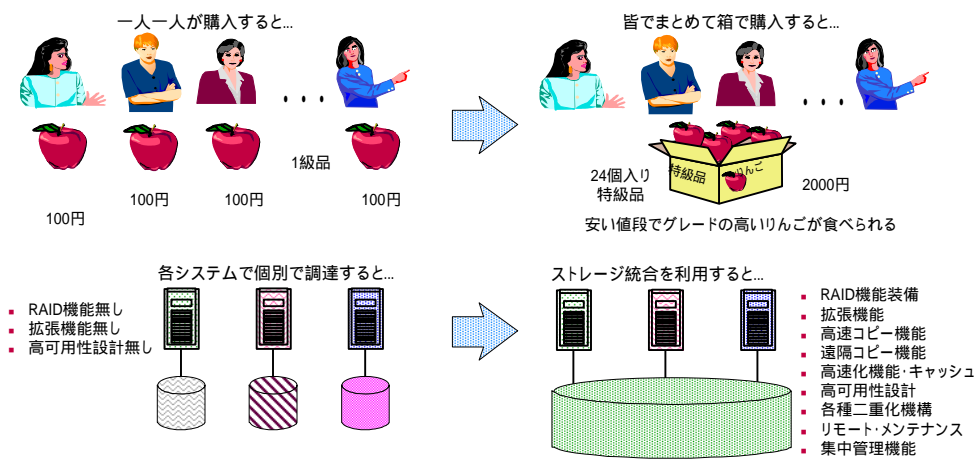 一人一人が購入すると...
皆でまとめて箱で購入すると...
・・・
・・・
1級品
100円
100円
100円
100円
24個入り
特級品
特級品
りんご
2000円
安い値段でグレードの高いりんごが食べられる
各システムで個別で調達すると...
RAID機能無し
拡張機能無し
高可用性設計無し
ストレージ統合を利用すると...
RAID機能装備
拡張機能
高速コピー機能
遠隔コピー機能
高速化機能・キャッシュ
高可用性設計
各種二重化機構
リモート・メンテナンス
集中管理機能